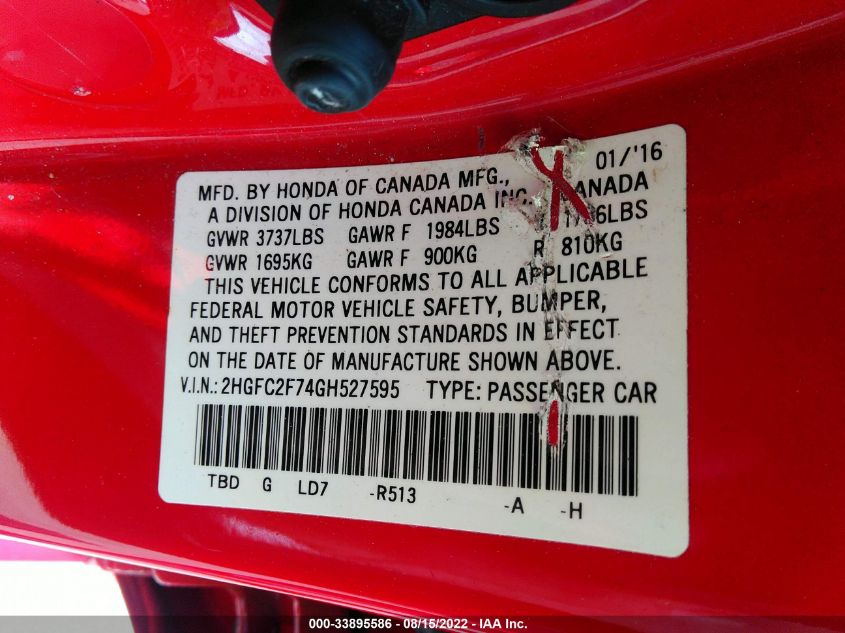 01/'16
MFD. BY HONDA OF CANADA MFG.,
A DIVISION OF HONDA CANADA INC.
GVWR 3737LBS GAWR F 1984LBS
GVWR 1695KG GAWR F 900KG R 810KG
THIS VEHICLE CONFORMS TO ALL APPLICABLE
FEDERAL MOTOR VEHICLE SAFETY, BUMPER,
AND THEFT PREVENTION STANDARDS IN EFFECT
ON THE DATE OF MANUFACTURE SHOWN ABOVE.
V.I.N.: 2HGFC2F74GH527595 TYPE: PASSENGER CAR
TBD G LD7 -R513 -A -H
000-33895586 - 08/15/2022 - IAA Inc.